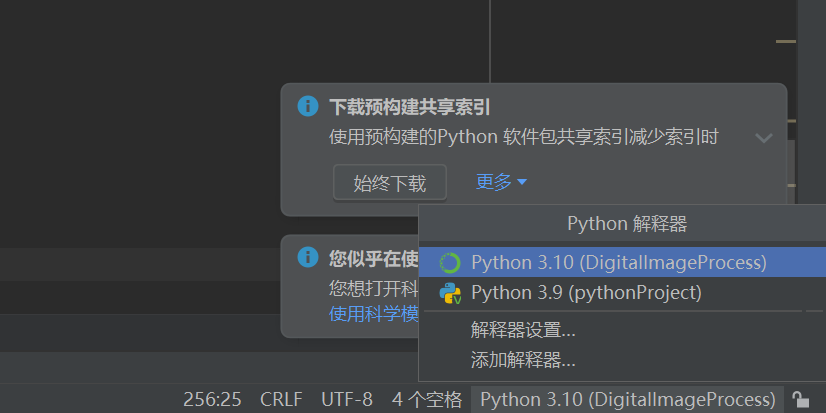 下载预构建共享索引
使用预构建的Python 软件包共享索引减少索引时
始终下载 更多
Python 解释器
您似乎在使
Python 3.10 (DigitalImageProcess)
您想打开科
Python 3.9 (pythonProject)
使用科学模
解释器设置...
添加解释器...
256:25 CRLF UTF-8 4 个空格 Python 3.10 (DigitalImageProcess)